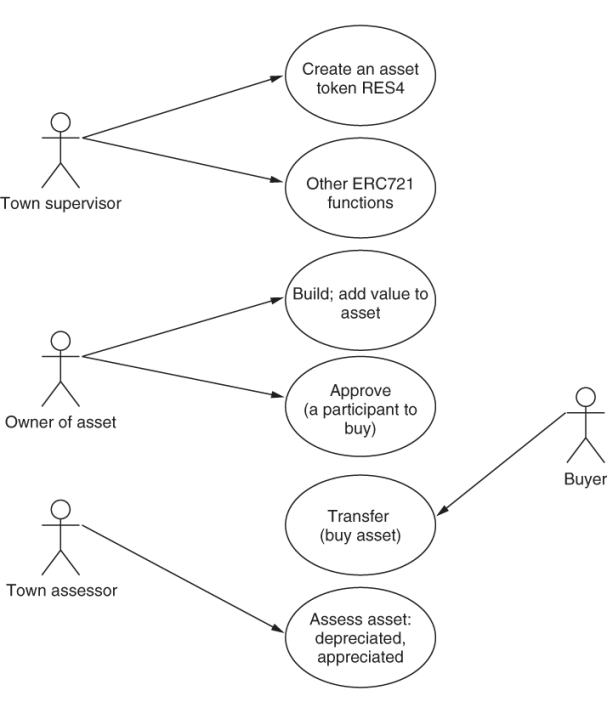 Create an asset
token RES4
Town supervisor
Other ERC721
functions
Build; add value to
asset
Owner of asset
Approve
(a participant to
buy)
Buyer
Transfer
(buy asset)
Town assessor
Assess asset:
depreciated,
appreciated